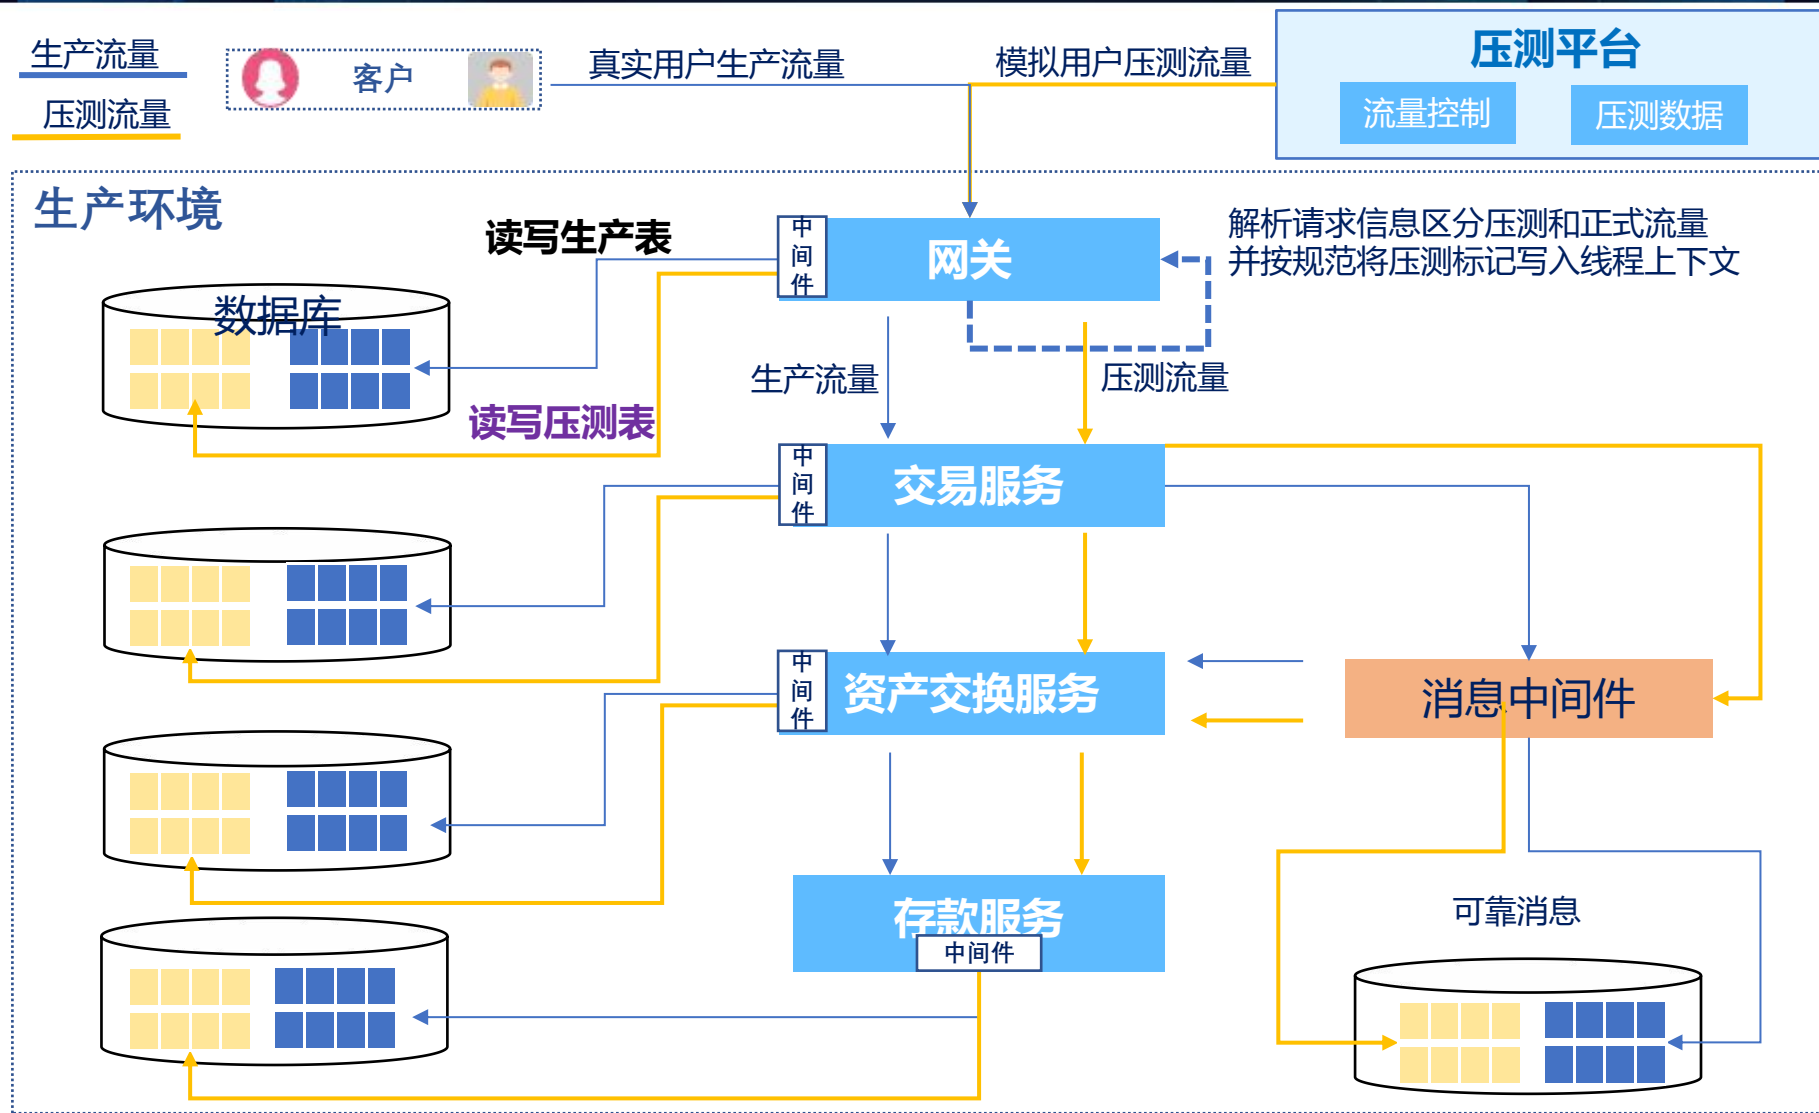 生产流量
压测流量
客户
真实用户生产流量
模拟用户压测流量
压测平台
流量控制
压测数据
生产环境
读写生产表
中
间
件
网关
解析请求信息区分压测和正式流量
并按规范将压测标记写入线程上下文
数据库
生产流量
压测流量
读写压测表
中
间
件
交易服务
中
间
件
资产交换服务
消息中间件
存款服务
中间件
可靠消息